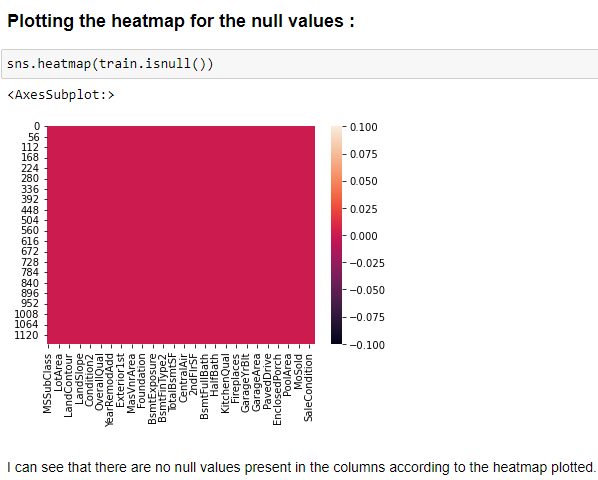 Plotting the heatmap for the null values :
sns.heatmap(train.isnull())
<AxesSubplot:>
0
56
112
168
224
280
336
392
448
504
560
616
672
728
784
840
896
952
1008
1064
1120
0.100
0.075
0.050
0.025
0.000
−0.025
−0.050
−0.075
−0.100
MSSubClass
LotArea
LandContour
LandSlope
Condition2
OverallQual
YearRemodAdd
Exterior1st
MasVnrArea
Foundation
BsmtExposure
BsmtFinType2
TotalBsmtSF
CentralAir
2ndFlrSF
BsmtFullBath
HalfBath
KitchenQual
Fireplaces
GarageYrBlt
GarageArea
PavedDrive
EnclosedPorch
PoolArea
MoSold
SaleCondition
I can see that there are no null values present in the columns according to the heatmap plotted.